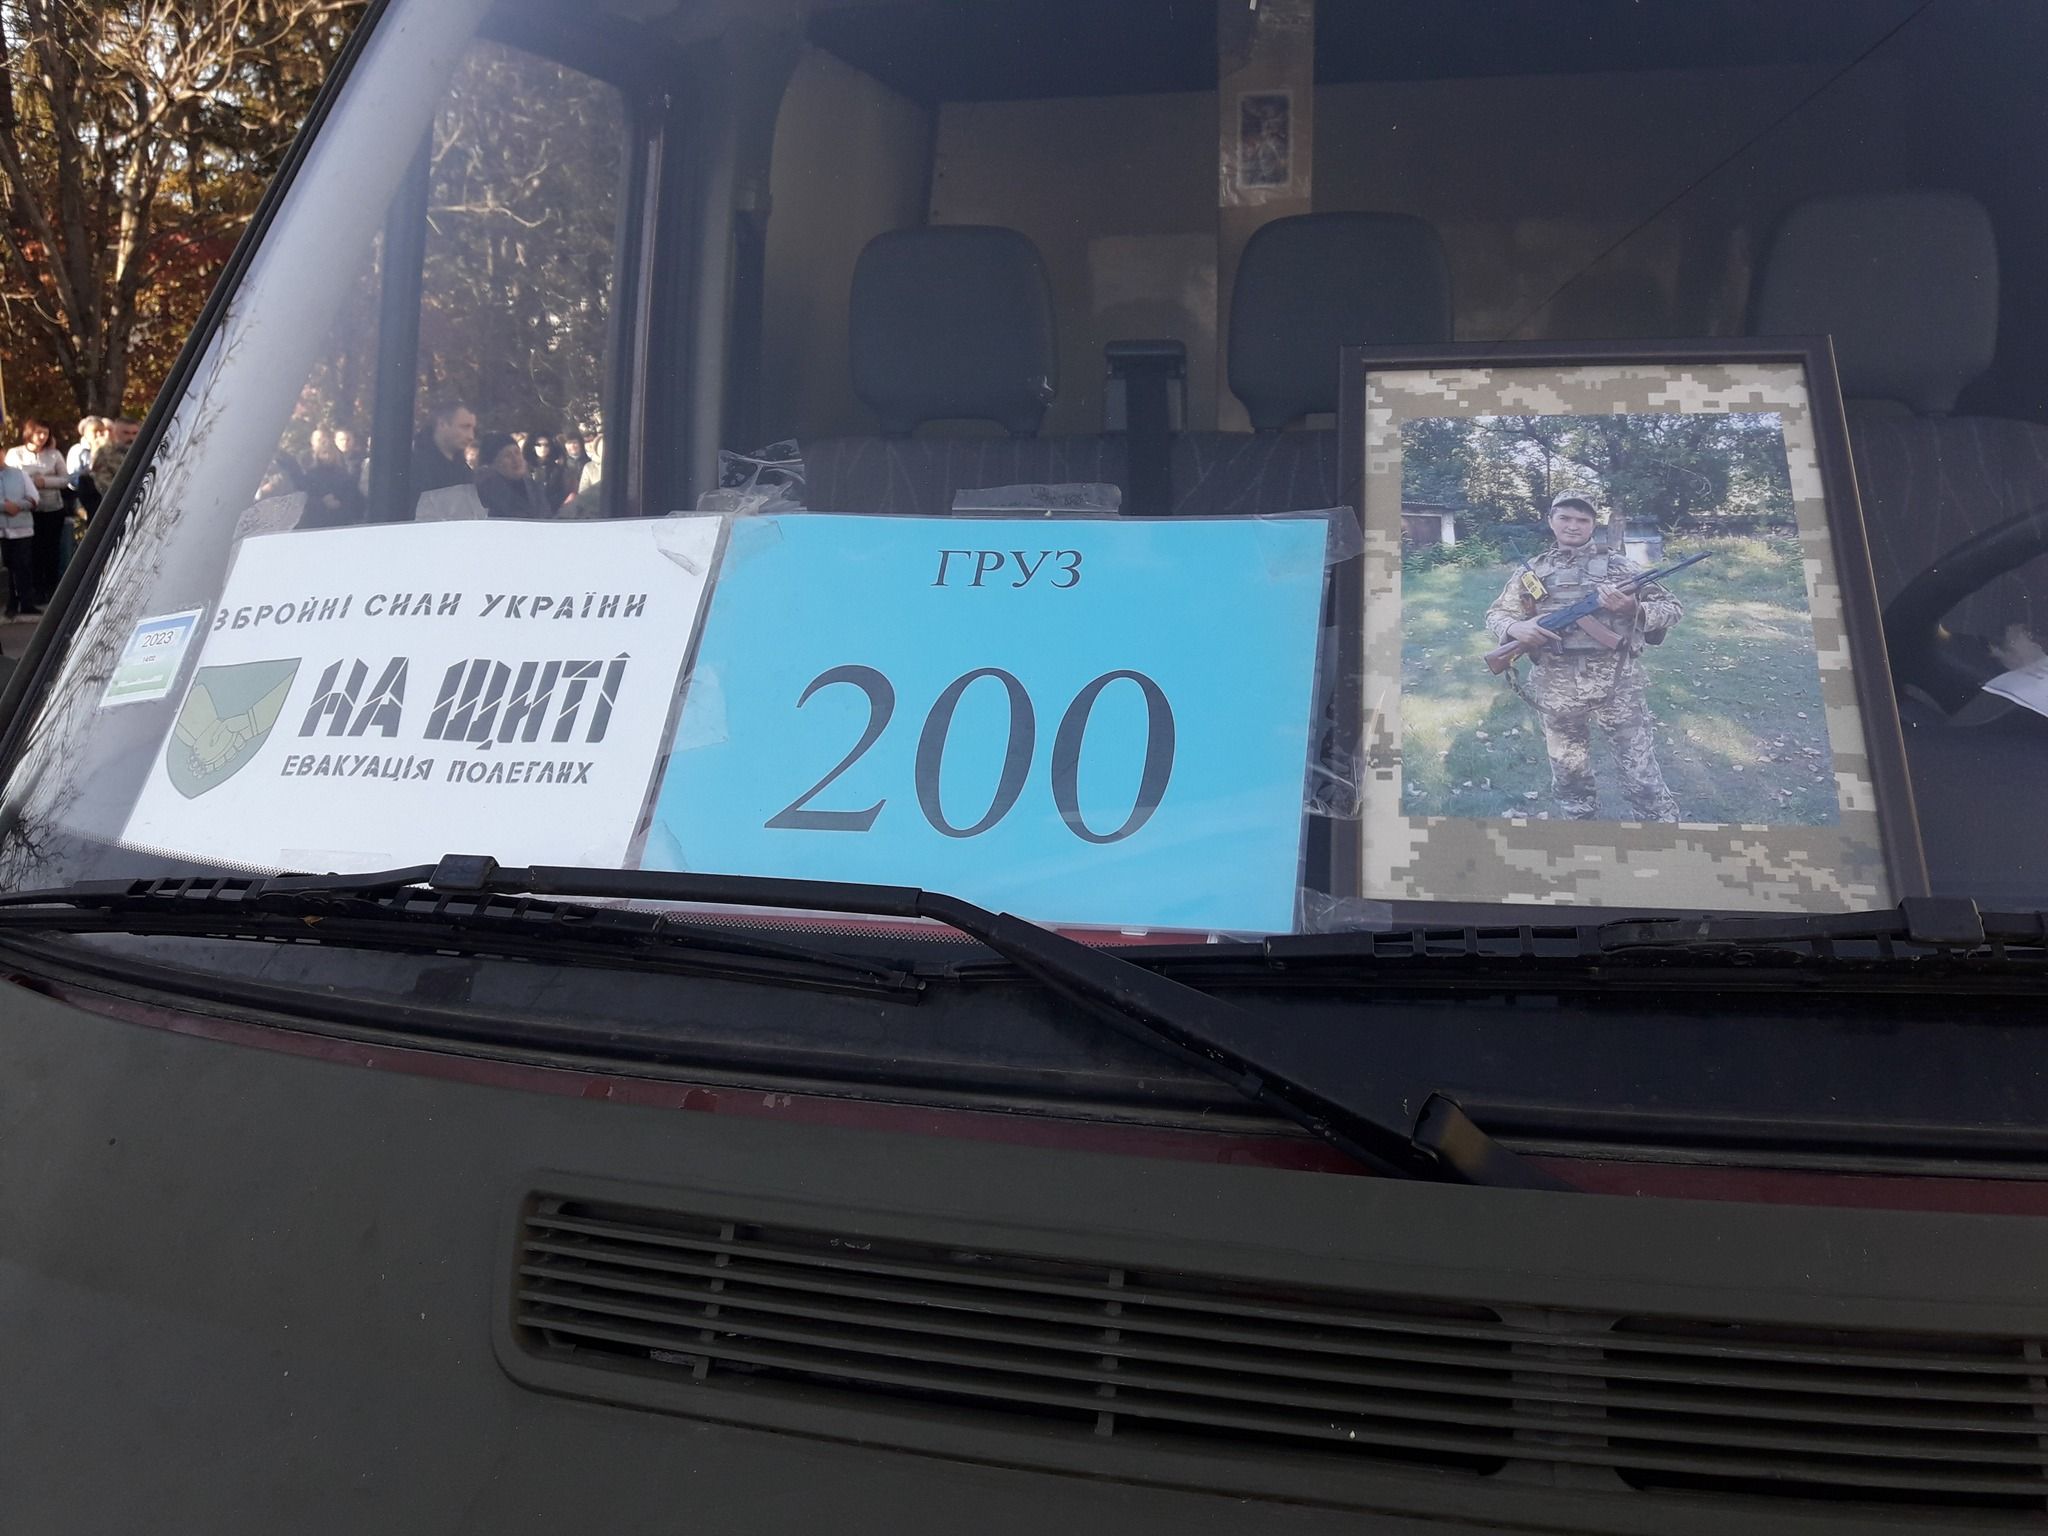 2023
ЗБРОЙНІ СИЛИ УКРАЇНИ
НА ЩИТІ
ЕВАКУАЦІЯ ПОЛЕГЛИХ
ГРУЗ
200